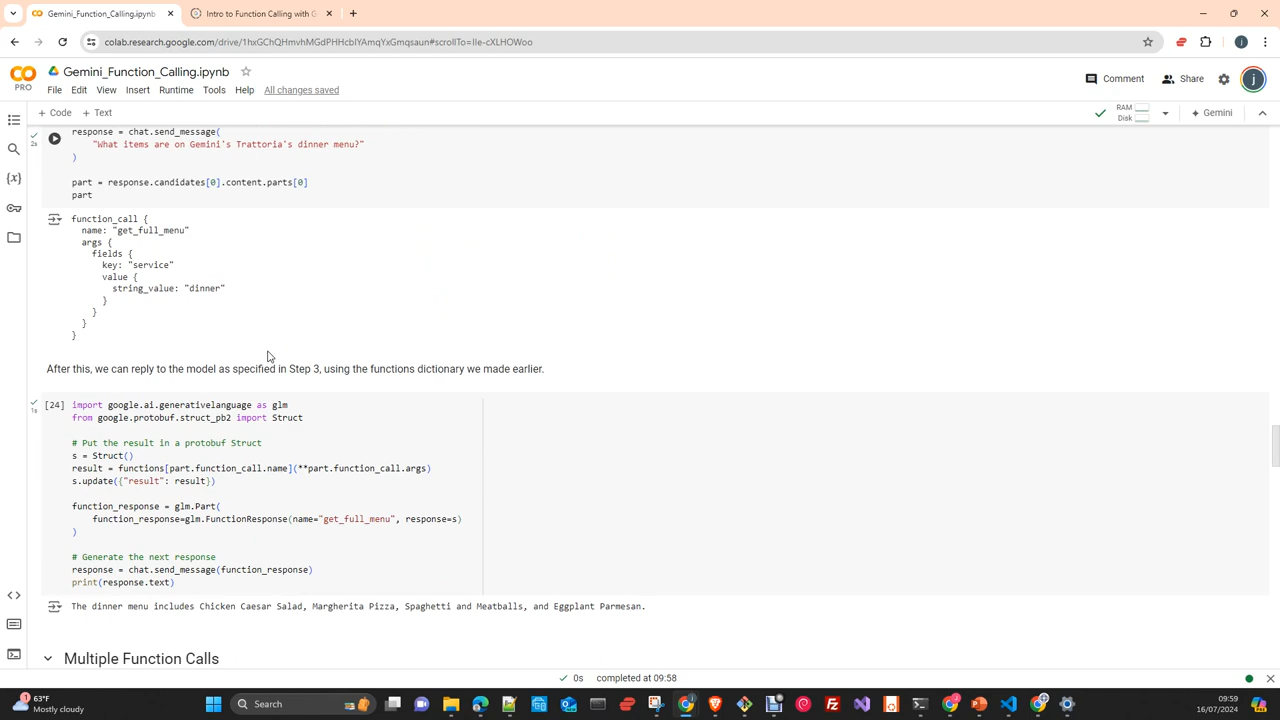 Gemini_Function_Calling.ipynb
Intro to Function Calling with G
colab.research.google.com/drive/1hxGChQHmvhMGdPHHcblYAmqYxGmqsaun#scrollTo=IIe-cXLHOWoo
PRO
Gemini_Function_Calling.ipynb
File Edit View Insert Runtime Tools Help All changes saved
Comment Share
j
+ Code + Text
RAM
Disk
Gemini
2s
response = chat.send_message(
"What items are on Gemini's Trattoria's dinner menu?"
)
part = response.candidates[0].content.parts[0]
part
function_call {
name: "get_full_menu"
args {
fields {
key: "service"
value {
string_value: "dinner"
}
}
}
}
After this, we can reply to the model as specified in Step 3, using the functions dictionary we made earlier.
1s
[24] import google.ai.generativelanguage as glm
from google.protobuf.struct_pb2 import Struct
# Put the result in a protobuf Struct
s = Struct()
result = functions[part.function_call.name](**part.function_call.args)
s.update({"result": result})
function_response = glm.Part(
function_response=glm.FunctionResponse(name="get_full_menu", response=s)
)
# Generate the next response
response = chat.send_message(function_response)
print(response.text)
The dinner menu includes Chicken Caesar Salad, Margherita Pizza, Spaghetti and Meatballs, and Eggplant Parmesan.
Multiple Function Calls
0s completed at 09:58
63°F
Mostly cloudy
Search
09:59
16/07/2024